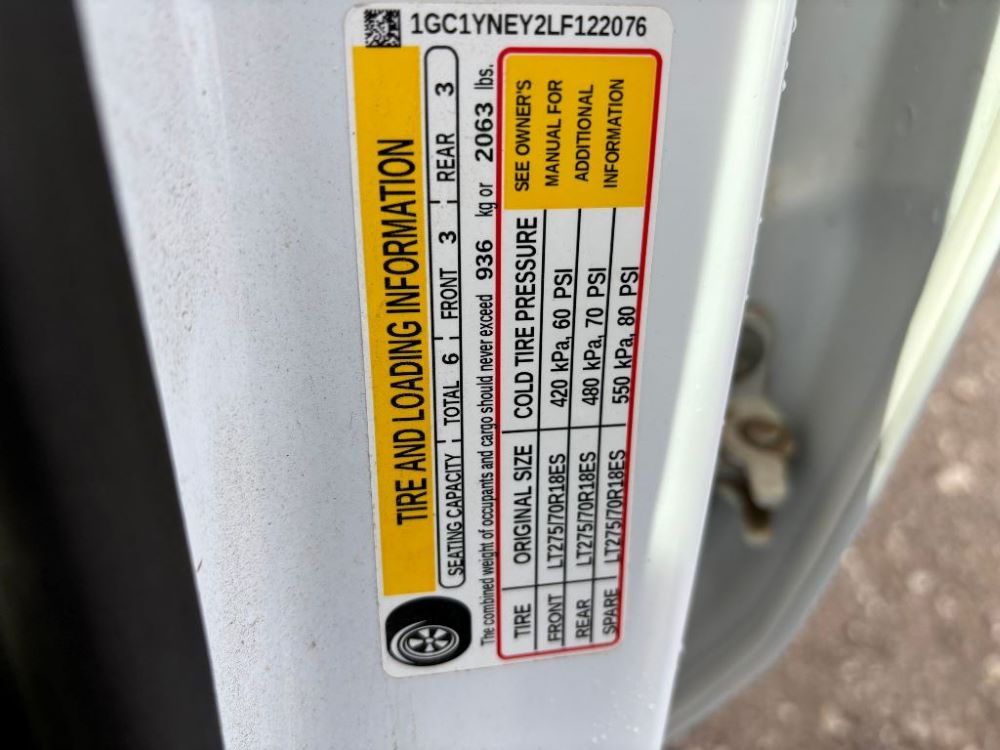 1GC1YNEY2LF122076
TIRE AND LOADING INFORMATION
SEATING CAPACITY TOTAL 6 FRONT 3 REAR 3
The combined weight of occupants and cargo should never exceed 936 kg or 2063 lbs.
TIRE ORIGINAL SIZE COLD TIRE PRESSURE
FRONT LT275/70R18ES 420 kPa, 60 PSI
REAR LT275/70R18ES 480 kPa, 70 PSI
SPARE LT275/70R18ES 550 kPa, 80 PSI
SEE OWNER'S
MANUAL FOR
ADDITIONAL
INFORMATION